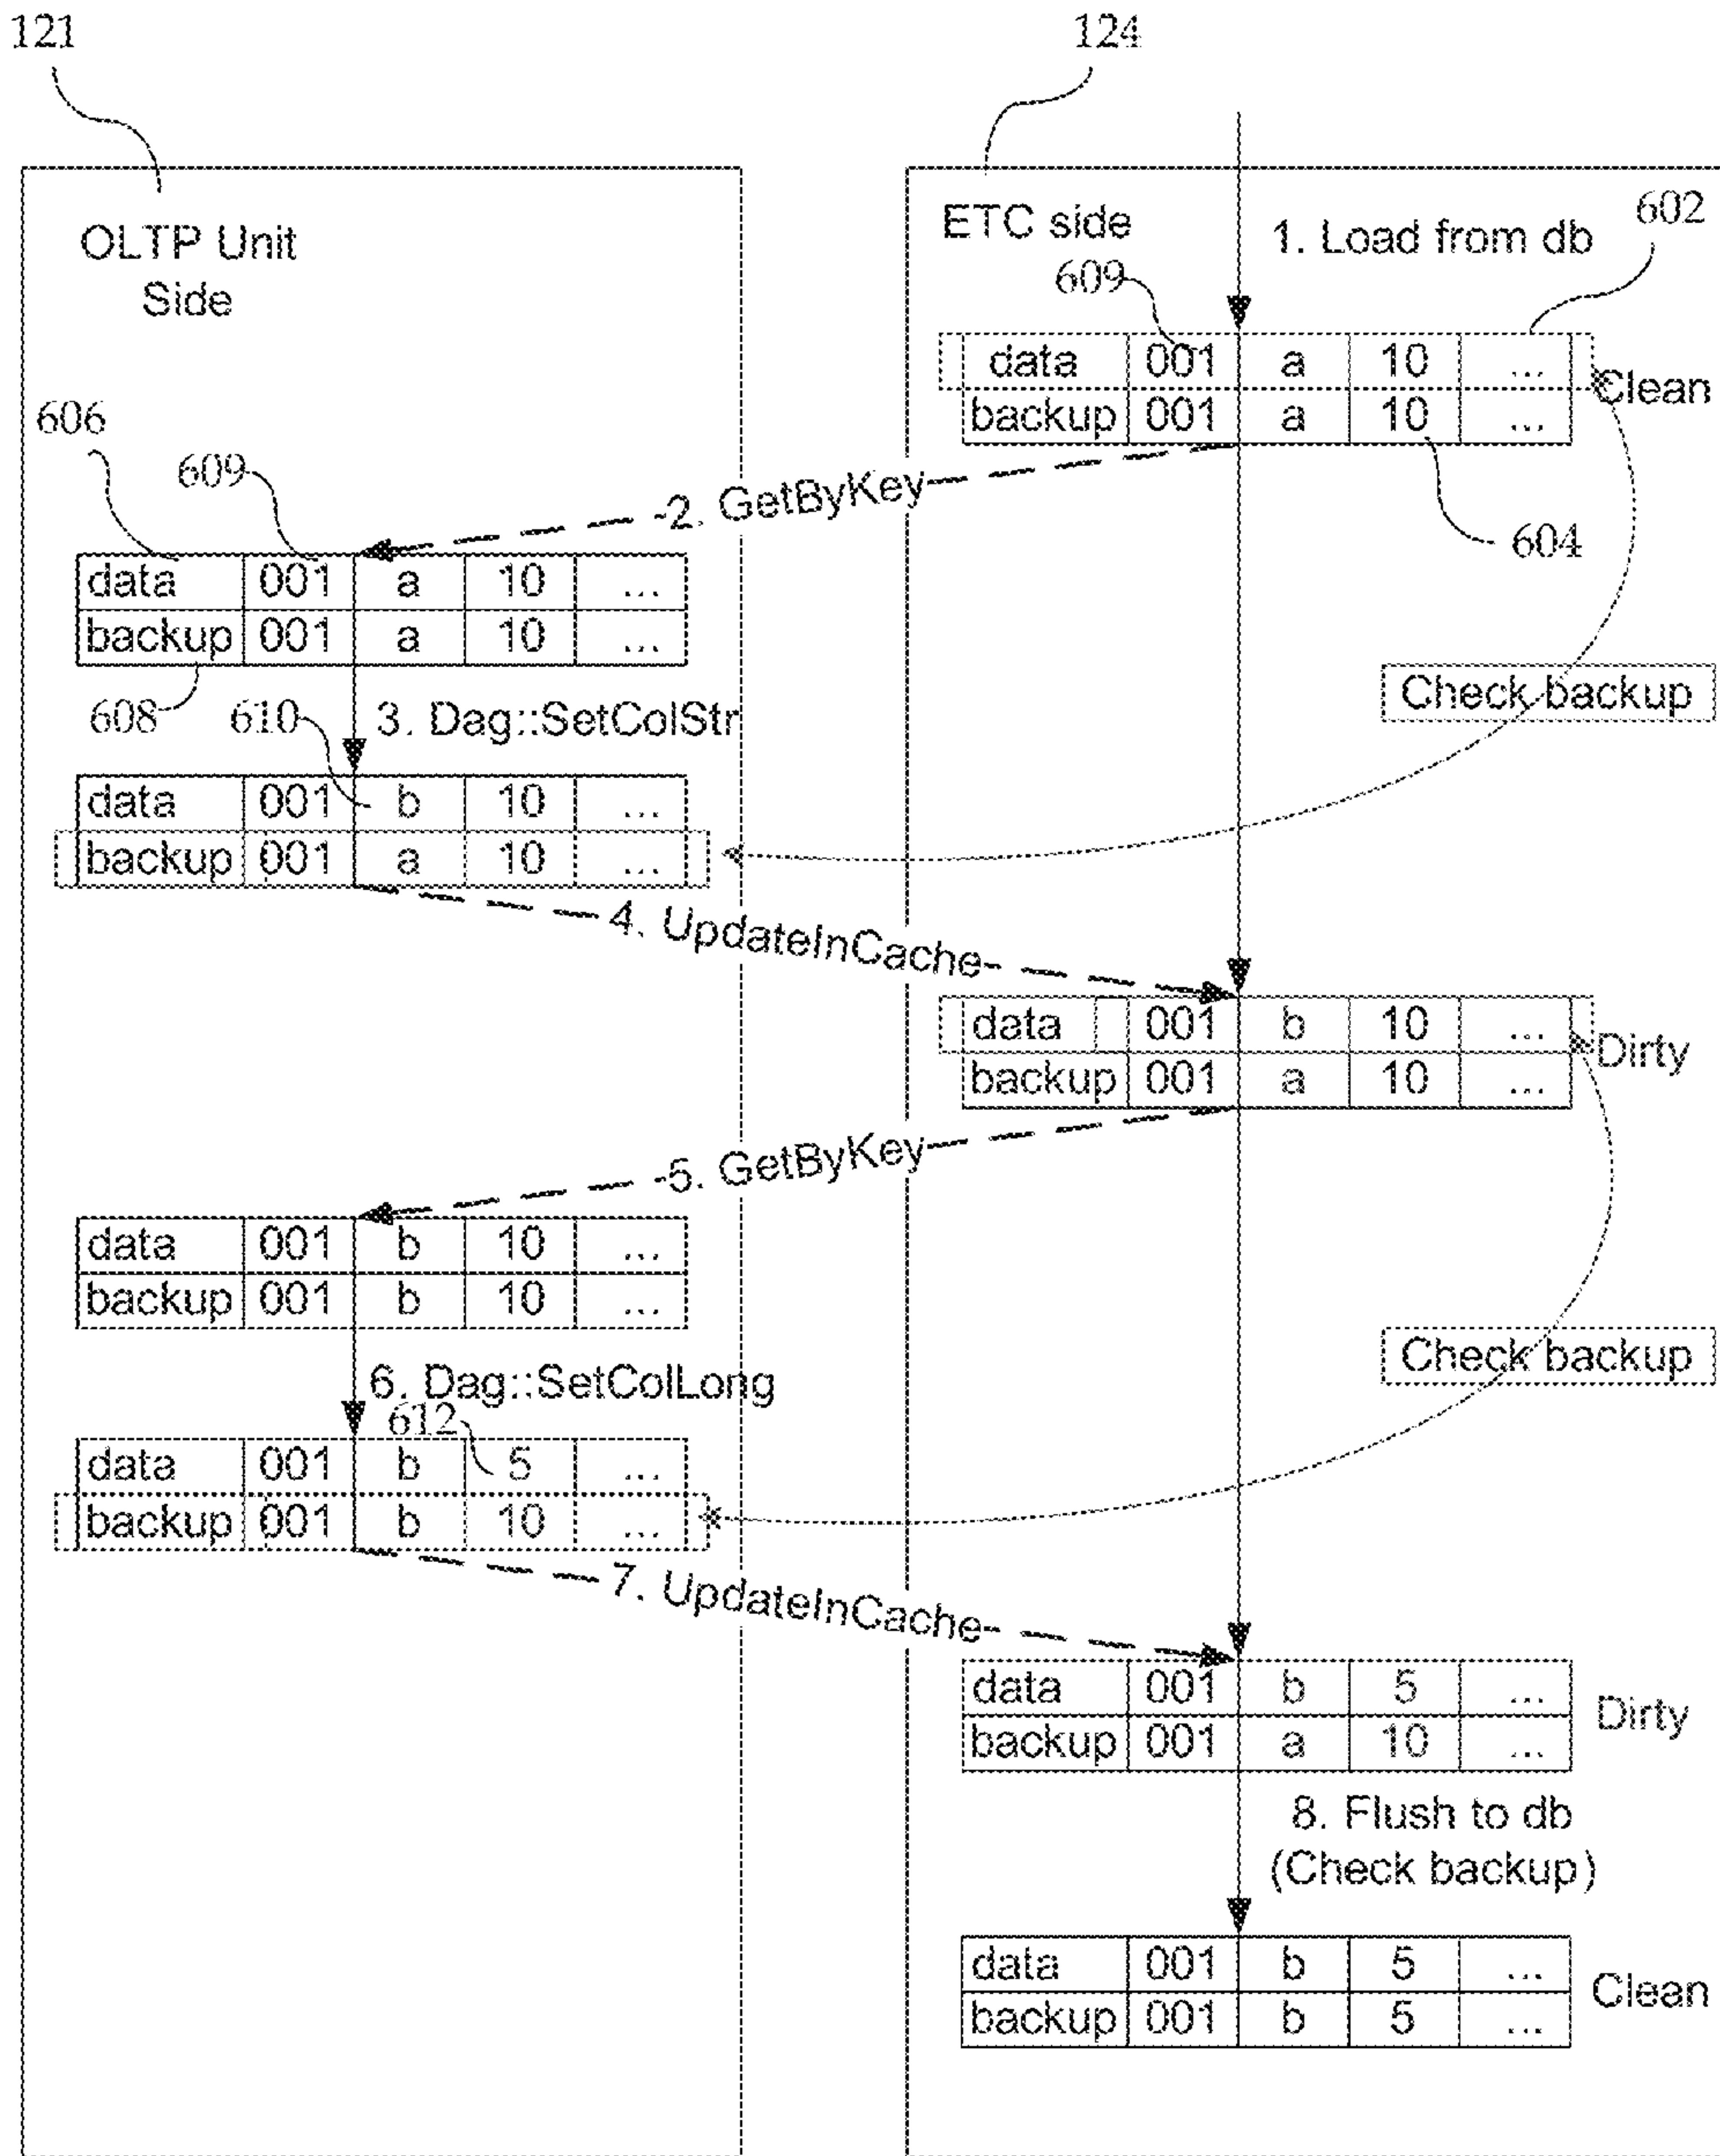 121
124
OLTP Unit
Side
ETC side
1. Load from db
602
609
data 001 a 10 ...
backup 001 a 10 ...
Clean
606
609
2. GetByKey
604
data 001 a 10 ...
backup 001 a 10 ...
608
610
3. Dag::SetColStr
Check backup
data 001 b 10 ...
backup 001 a 10 ...
4. UpdateInCache
data 001 b 10 ...
backup 001 a 10 ...
Dirty
5. GetByKey
data 001 b 10 ...
backup 001 b 10 ...
Check backup
6. Dag::SetColLong
612
data 001 b 5 ...
backup 001 b 10 ...
7. UpdateInCache
data 001 b 5 ...
backup 001 a 10 ...
Dirty
8. Flush to db
(Check backup)
data 001 b 5 ...
backup 001 b 5 ...
Clean